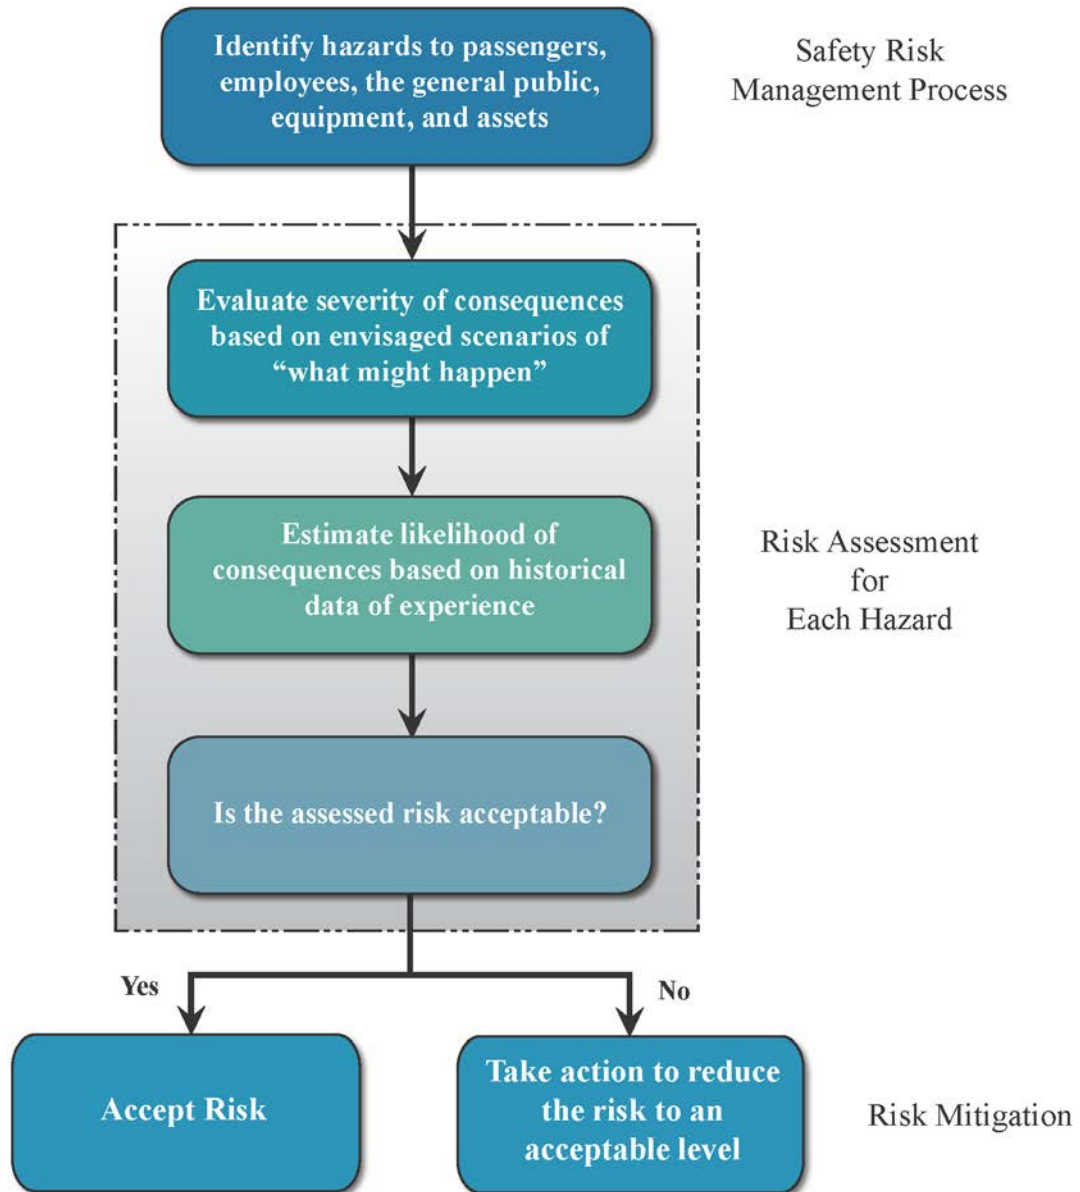 Identify hazards to passengers,
employees, the general public,
equipment, and assets
Safety Risk
Management Process
Evaluate severity of consequences
based on envisaged scenarios of
“what might happen”
Estimate likelihood of
consequences based on historical
data of experience
Risk Assessment
for
Each Hazard
Is the assessed risk acceptable?
Yes
No
Accept Risk
Take action to reduce
the risk to an
acceptable level
Risk Mitigation